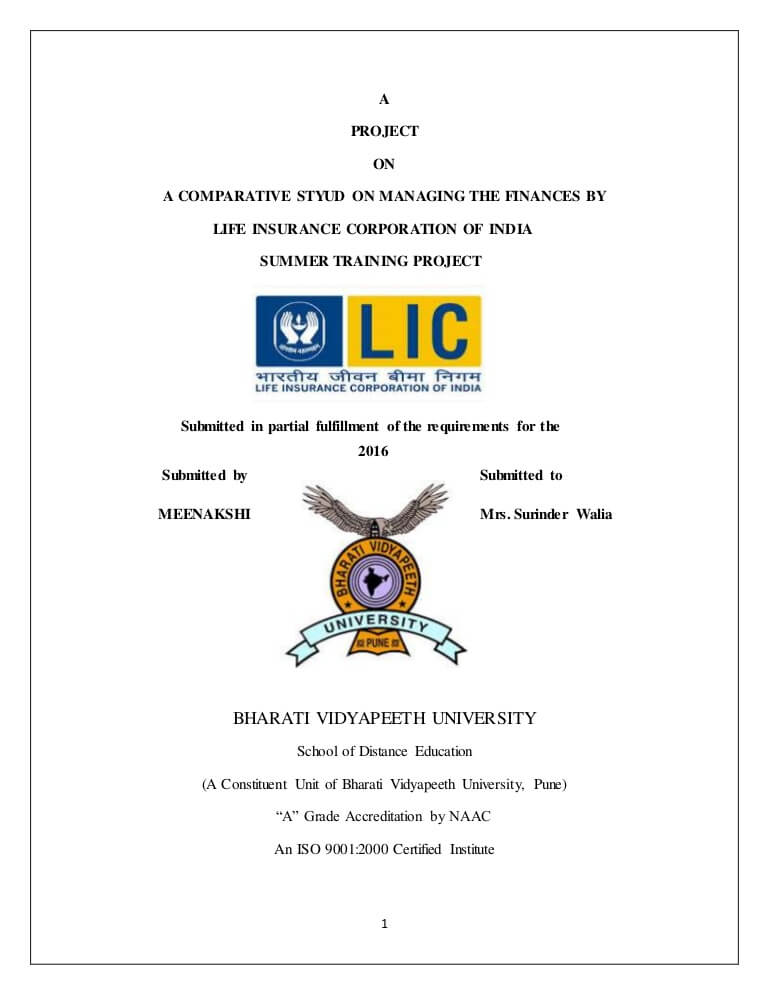 A
PROJECT
ON
A COMPARATIVE STYUD ON MANAGING THE FINANCES BY
LIFE INSURANCE CORPORATION OF INDIA
SUMMER TRAINING PROJECT
LIC
भारतीय जीवन बीमा निगम
LIFE INSURANCE CORPORATION OF INDIA
Submitted in partial fulfillment of the requirements for the
2016
Submitted by Submitted to
MEENAKSHI Mrs. Surinder Walia
BHARATI VIDYAPEETH
UNIVERSITY
PUNE
BHARATI VIDYAPEETH UNIVERSITY
School of Distance Education
(A Constituent Unit of Bharati Vidyapeeth University, Pune)
“A” Grade Accreditation by NAAC
An ISO 9001:2000 Certified Institute
1